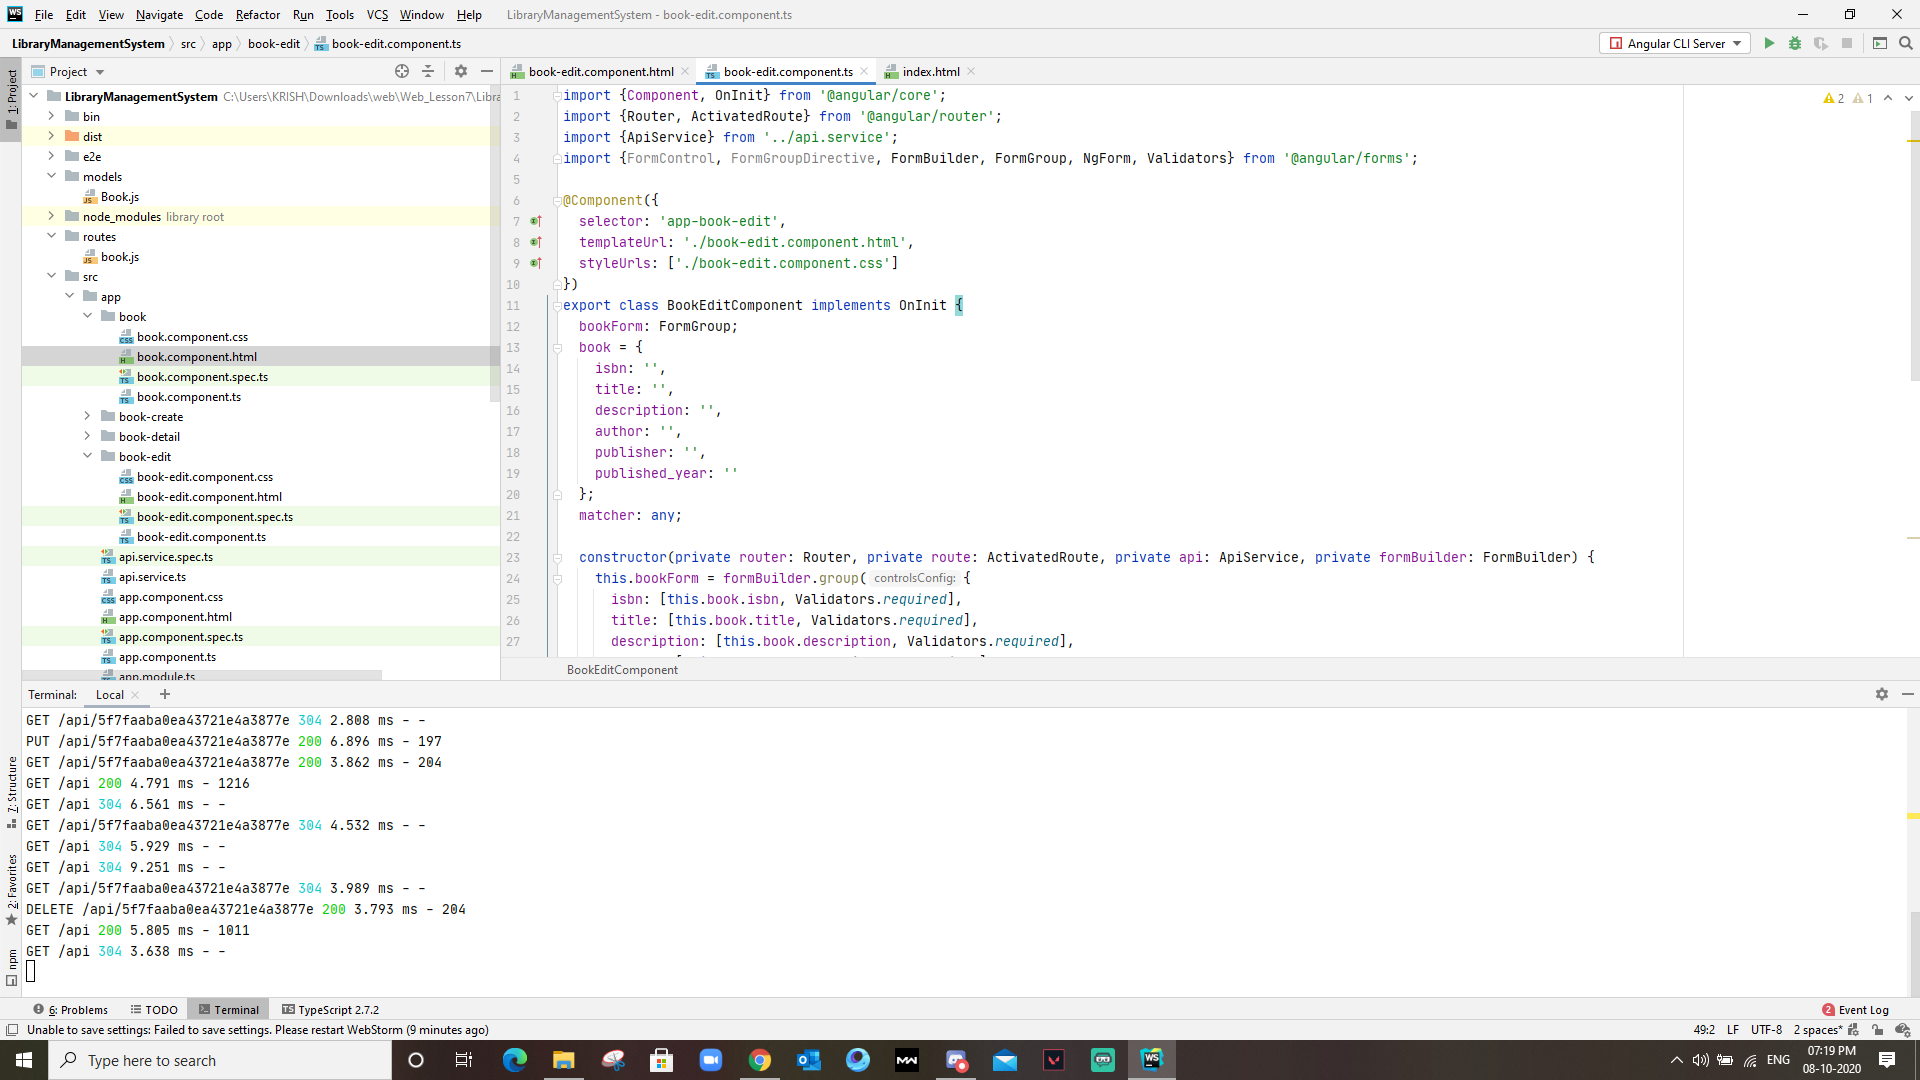 File Edit View Navigate Code Refactor Run Tools VCS Window Help LibraryManagementSystem - book-edit.component.ts
LibraryManagementSystem src app book-edit book-edit.component.ts Angular CLI Server
1: Project
Project
book-edit.component.html book-edit.component.ts index.html
LibraryManagementSystem C:\Users\KRISH\Downloads\web\Web_Lesson7\Libra
bin
dist
e2e
models
Book.js
node_modules library root
routes
book.js
src
app
book
book.component.css
book.component.html
book.component.spec.ts
book.component.ts
book-create
book-detail
book-edit
book-edit.component.css
book-edit.component.html
book-edit.component.spec.ts
book-edit.component.ts
api.service.spec.ts
api.service.ts
app.component.css
app.component.html
app.component.spec.ts
app.component.ts
app.module.ts
2 1
1 import {Component, OnInit} from '@angular/core';
2 import {Router, ActivatedRoute} from '@angular/router';
3 import {ApiService} from '../api.service';
4 import {FormControl, FormGroupDirective, FormBuilder, FormGroup, NgForm, Validators} from '@angular/forms';
5
6 @Component({
7 selector: 'app-book-edit',
8 templateUrl: './book-edit.component.html',
9 styleUrls: ['./book-edit.component.css']
10 })
11 export class BookEditComponent implements OnInit {
12 bookForm: FormGroup;
13 book = {
14 isbn: '',
15 title: '',
16 description: '',
17 author: '',
18 publisher: '',
19 published_year: ''
20 };
21 matcher: any;
22
23 constructor(private router: Router, private route: ActivatedRoute, private api: ApiService, private formBuilder: FormBuilder) {
24 this.bookForm = formBuilder.group( controlsConfig: {
25 isbn: [this.book.isbn, Validators.required],
26 title: [this.book.title, Validators.required],
27 description: [this.book.description, Validators.required],
BookEditComponent
Terminal: Local
GET /api/5f7faaba0ea43721e4a3877e 304 2.808 ms - -
PUT /api/5f7faaba0ea43721e4a3877e 200 6.896 ms - 197
GET /api/5f7faaba0ea43721e4a3877e 200 3.862 ms - 204
GET /api 200 4.791 ms - 1216
GET /api 304 6.561 ms - -
GET /api/5f7faaba0ea43721e4a3877e 304 4.532 ms - -
GET /api 304 5.929 ms - -
GET /api 304 9.251 ms - -
GET /api/5f7faaba0ea43721e4a3877e 304 3.989 ms - -
DELETE /api/5f7faaba0ea43721e4a3877e 200 3.793 ms - 204
GET /api 200 5.805 ms - 1011
GET /api 304 3.638 ms - -
7: Structure
2: Favorites
npm
6: Problems TODO Terminal TypeScript 2.7.2 2 Event Log
Unable to save settings: Failed to save settings. Please restart WebStorm (9 minutes ago) 49:2 LF UTF-8 2 spaces*
Type here to search
ENG
07:19 PM
08-10-2020